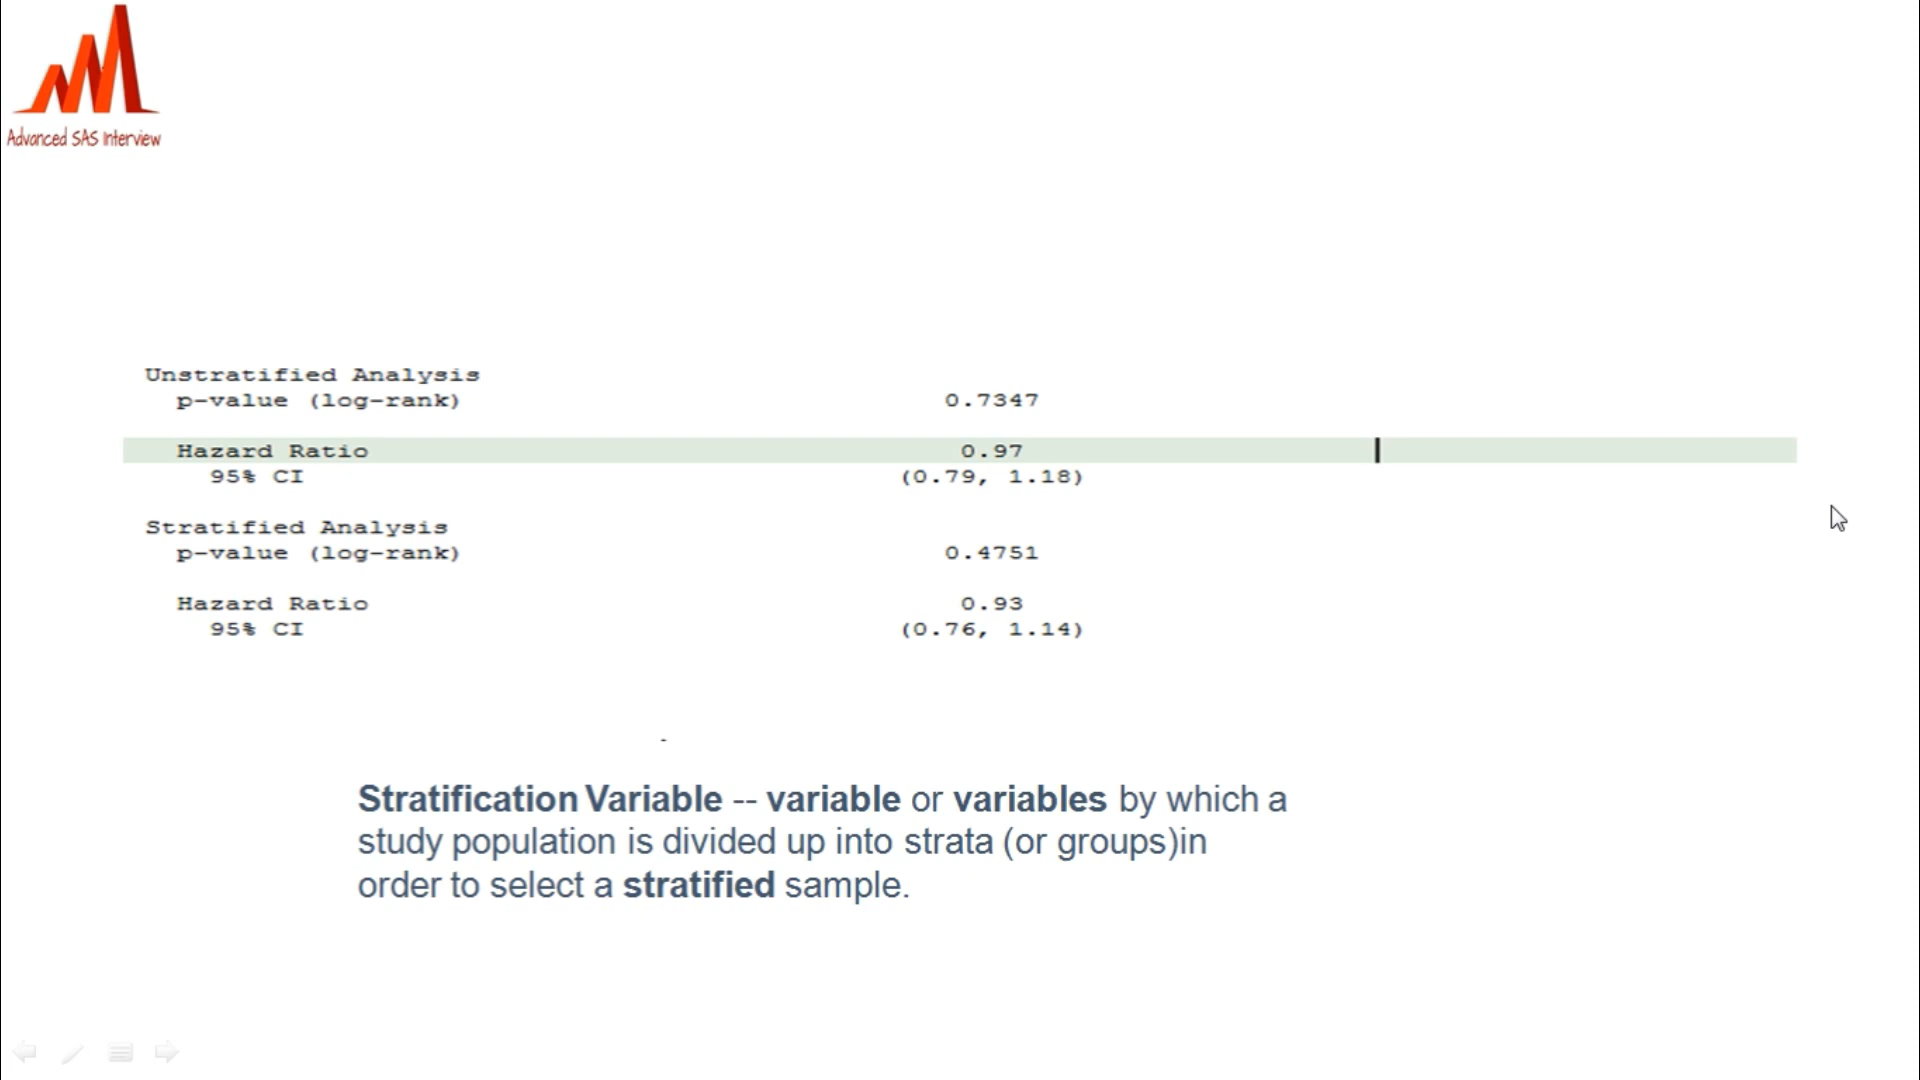 Advanced SAS Interview
Unstratified Analysis
p-value (log-rank) 0.7347
Hazard Ratio 0.97
95% CI (0.79, 1.18)
Stratified Analysis
p-value (log-rank) 0.4751
Hazard Ratio 0.93
95% CI (0.76, 1.14)
-
Stratification Variable -- variable or variables by which a
study population is divided up into strata (or groups)in
order to select a stratified sample.